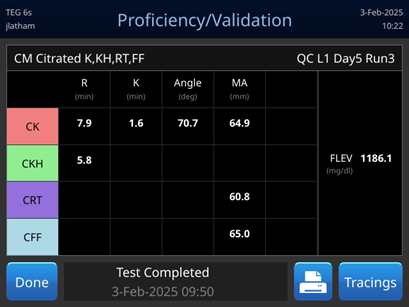 TEG 6s
jlatham
Proficiency/Validation
3-Feb-2025
10:22
CM Citrated K,KH,RT,FF
QC L1 Day5 Run3
R K Angle MA
(min) (min) (deg) (mm)
CK 7.9 1.6 70.7 64.9
CKH 5.8
FLEV 1186.1
(mg/dl)
CRT 60.8
CFF 65.0
Done
Test Completed
3-Feb-2025 09:50
Tracings